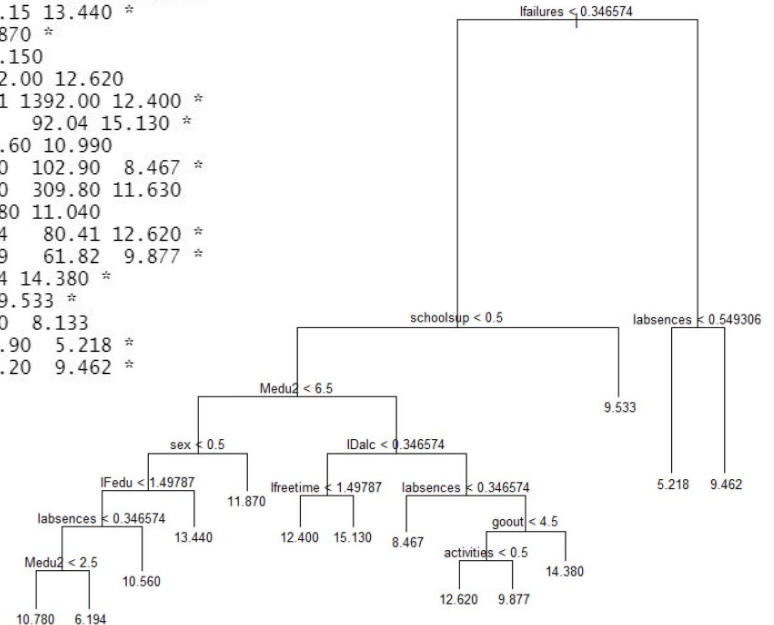 .15 13.440 *
870 *
.150
2.00 12.620
1 1392.00 12.400 *
92.04 15.130 *
.60 10.990
0 102.90 8.467 *
0 309.80 11.630
80 11.040
4 80.41 12.620 *
9 61.82 9.877 *
4 14.380 *
9.533 *
0 8.133
.90 5.218 *
.20 9.462 *
lfailures < 0.346574
schoolsup < 0.5
labsences < 0.549306
Medu2 < 6.5
9.533
sex < 0.5
lDalc < 0.346574
5.218 9.462
lFedu < 1.49787
11.870
lfreetime < 1.49787
labsences < 0.346574
labsences < 0.346574
13.440
12.400 15.130
8.467
goout < 4.5
Medu2 < 2.5
10.560
activities < 0.5
14.380
10.780 6.194
12.620 9.877